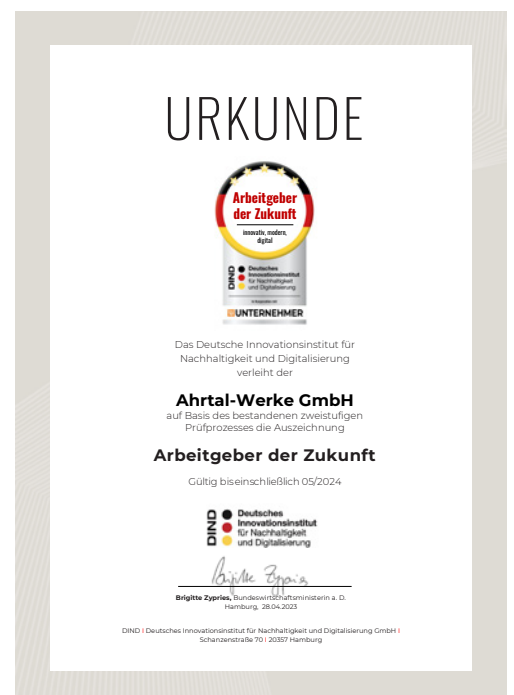 URKUNDE
Arbeitgeber
der Zukunft
innovativ, modern,
digital
DIND
Deutsches
Innovationsinstitut
für Nachhaltigkeit
und Digitalisierung
UNTERNEHMER
Das Deutsche Innovationsinstitut für
Nachhaltigkeit und Digitalisierung
verleiht der
Ahrtal-Werke GmbH
auf Basis des bestandenen zweistufigen
Prüfprozesses die Auszeichnung
Arbeitgeber der Zukunft
Gültig biseinschließlich 05/2024
DIND
Deutsches
Innovationsinstitut
für Nachhaltigkeit
und Digitalisierung
Brigitte Zypries
Brigitte Zypries, Bundeswirtschaftsministerin a. D.
Hamburg, 28.04.2023
DIND I Deutsches Innovationsinstitut für Nachhaltigkeit und Digitalisierung GmbH I
Schanzenstraße 70 I 20357 Hamburg